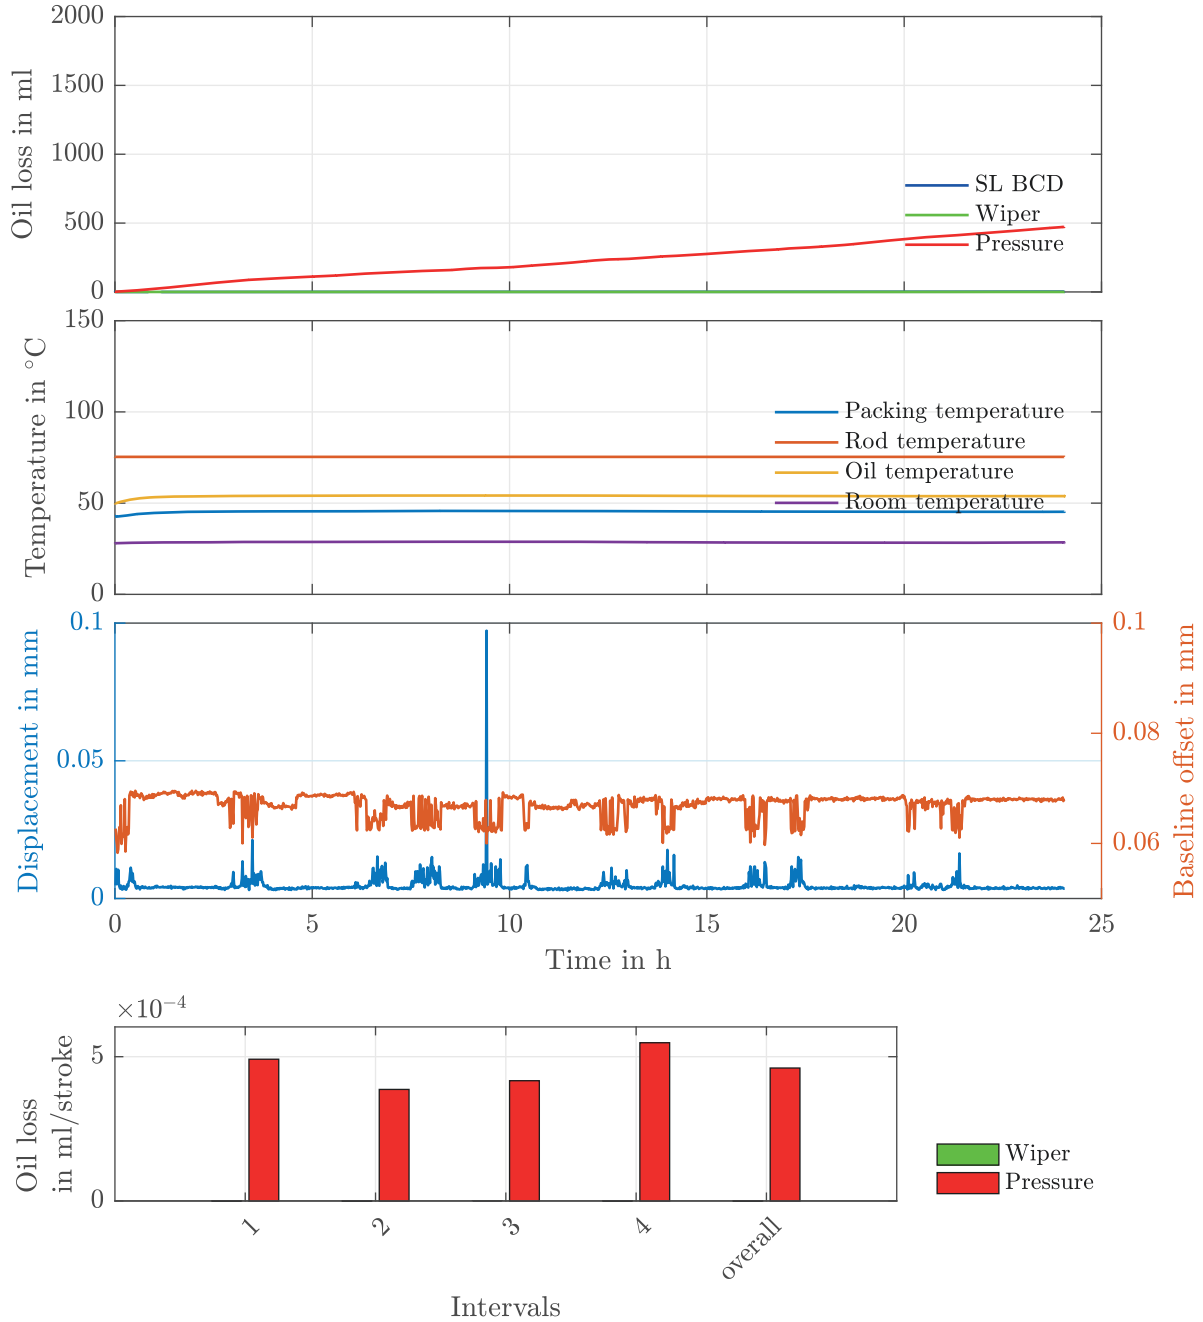 2000
1500
1000
500
0
Oil loss in ml
SL BCD
Wiper
Pressure
150
100
50
0
Temperature in °C
Packing temperature
Rod temperature
Oil temperature
Room temperature
0.1
0.05
0
Displacement in mm
0.1
0.08
0.06
Baseline offset in mm
0 5 10 15 20 25
Time in h
×10⁻⁴
5
0
Oil loss
in ml/stroke
1 2 3 4 overall
Intervals
Wiper
Pressure